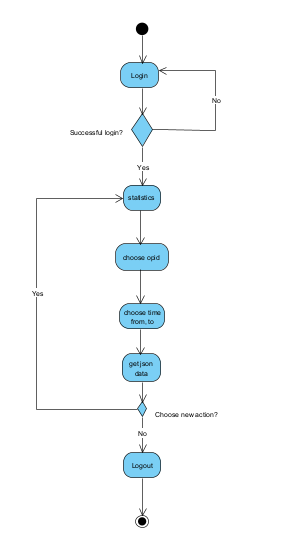 Login
No
Successful login?
Yes
statistics
choose opid
Yes
choose time
from, to
get json
data
Choose new action?
No
Logout